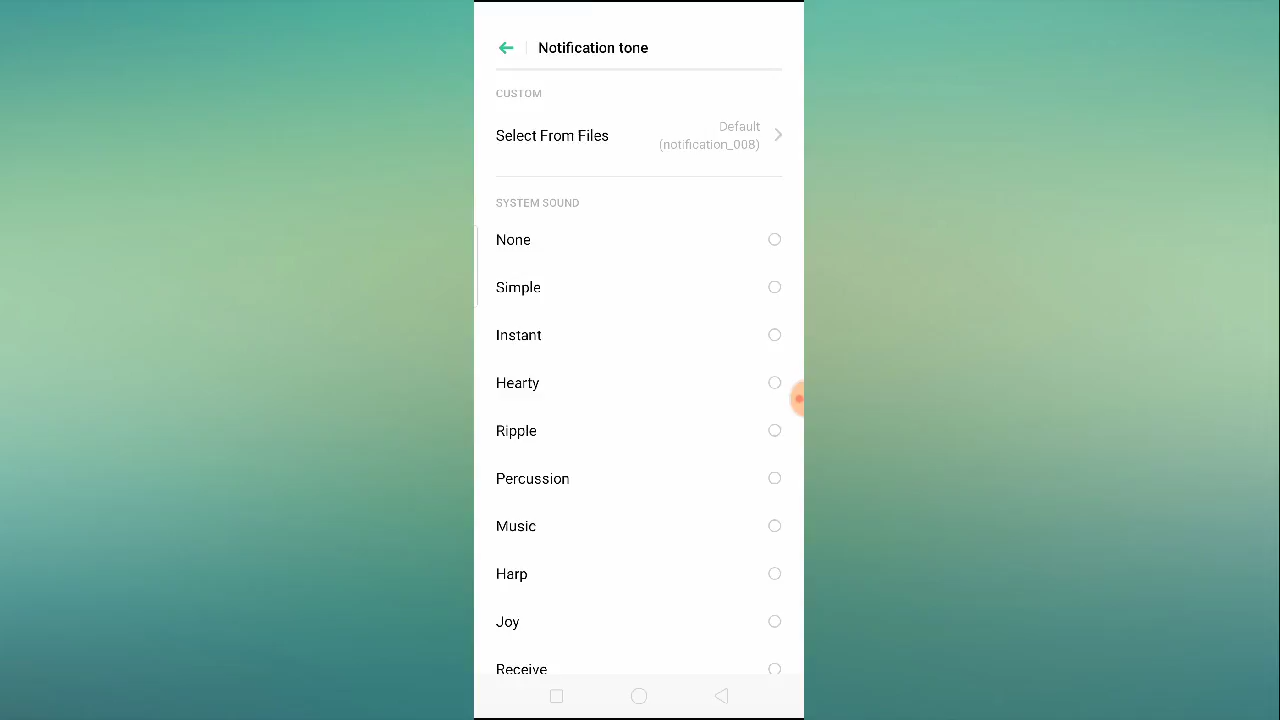 Notification tone
CUSTOM
Select From Files
Default
(notification_008)
SYSTEM SOUND
None
Simple
Instant
Hearty
Ripple
Percussion
Music
Harp
Joy
Receive